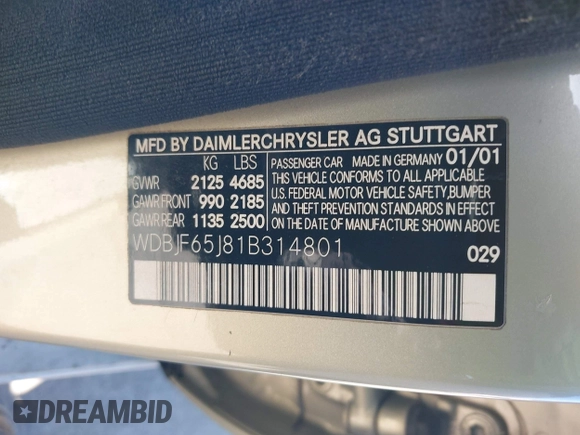 MFD BY DAIMLERCHRYSLER AG STUTTGART
KG LBS
GVWR 2125 4685
GAWR FRONT 990 2185
GAWR REAR 1135 2500
PASSENGER CAR MADE IN GERMANY 01/01
THIS VEHICLE CONFORMS TO ALL APPLICABLE
U.S. FEDERAL MOTOR VEHICLE SAFETY, BUMPER
AND THEFT PREVENTION STANDARDS IN EFFECT
ON THE DATE OF MANUFACTURE SHOWN ABOVE
WDBJF65J81B314801
029
DREAMBID